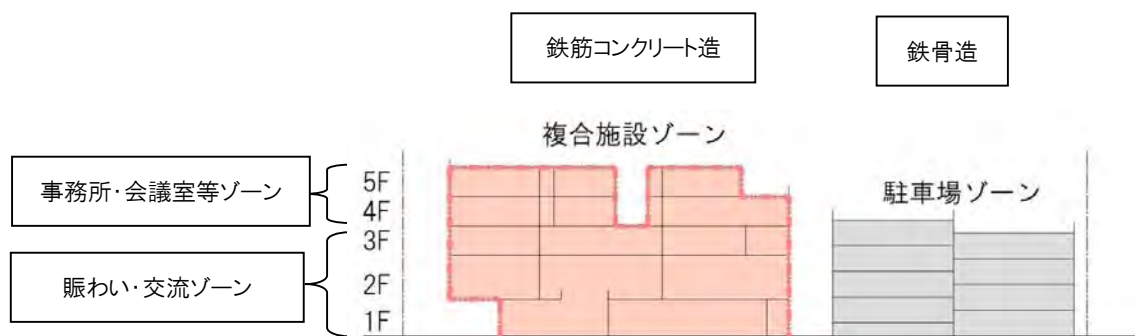 鉄筋コンクリート造
鉄骨造
複合施設ゾーン
事務所・会議室等ゾーン
5F
4F
駐車場ゾーン
3F
賑わい・交流ゾーン
2F
1F